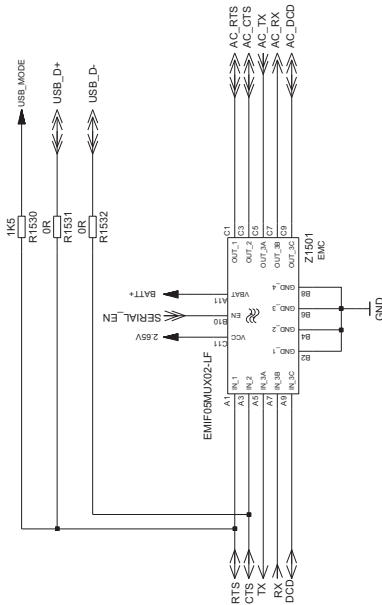 USB_MODE
USB_D+
USB_D-
1K5
R1530
0R
R1531
0R
R1532
AC_RTS
AC_CTS
AC_TX
AC_RX
AC_DCD
C1
C3
C5
C7
C9
OUT_1
OUT_2
OUT_3A
OUT_3B
OUT_3C
Z1501
EMC
BATT+
SERIAL_EN
2.65V
A11
B10
C11
VBAT
EN
VCC
GND_4
GND_3
GND_2
GND_1
B8
B6
B4
B2
GND
EMIF05MUX02-LF
IN_1
IN_2
IN_3A
IN_3B
IN_3C
A1
A3
A5
A7
A9
RTS
CTS
TX
RX
DCD